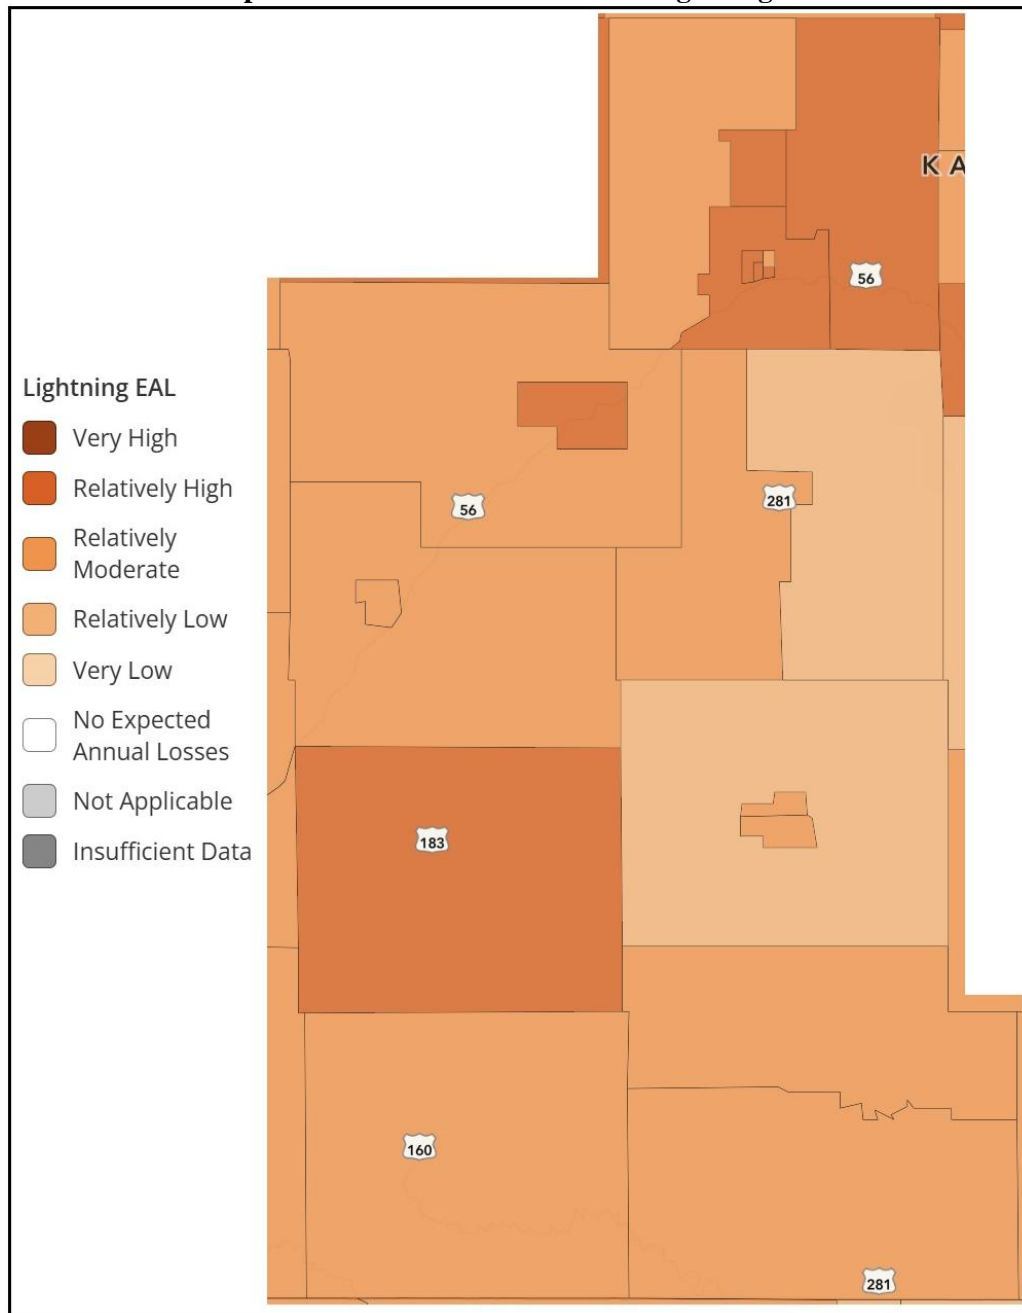 K A
56
Lightning EAL
Very High
Relatively High
Relatively
Moderate
Relatively Low
Very Low
No Expected
Annual Losses
Not Applicable
Insufficient Data
281
56
183
160
281